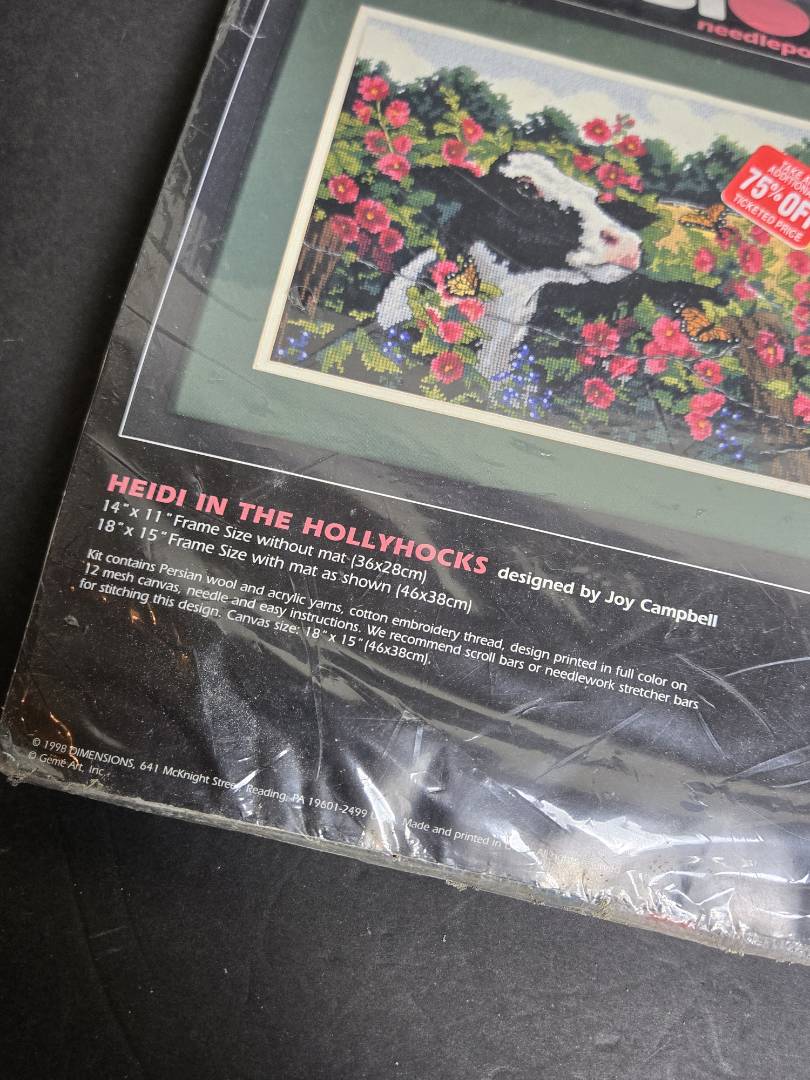 needlepo
TAKE A
ADDITION
75% OFF
TICKETED PRICE
HEIDI IN THE HOLLYHOCKS designed by Joy Campbell
14" x 11" Frame Size without mat (36x28cm)
18" x 15" Frame Size with mat as shown (46x38cm)
Kit contains Persian wool and acrylic yarns, cotton embroidery thread, design printed in full color on
12 mesh canvas, needle and easy instructions. We recommend scroll bars or needlework stretcher bars
for stitching this design. Canvas size: 18" x 15" (46x38cm).
© 1998 DIMENSIONS, 641 McKnight Street, Reading, PA 19601-2499 Made and printed in
© Gemé Art, Inc.